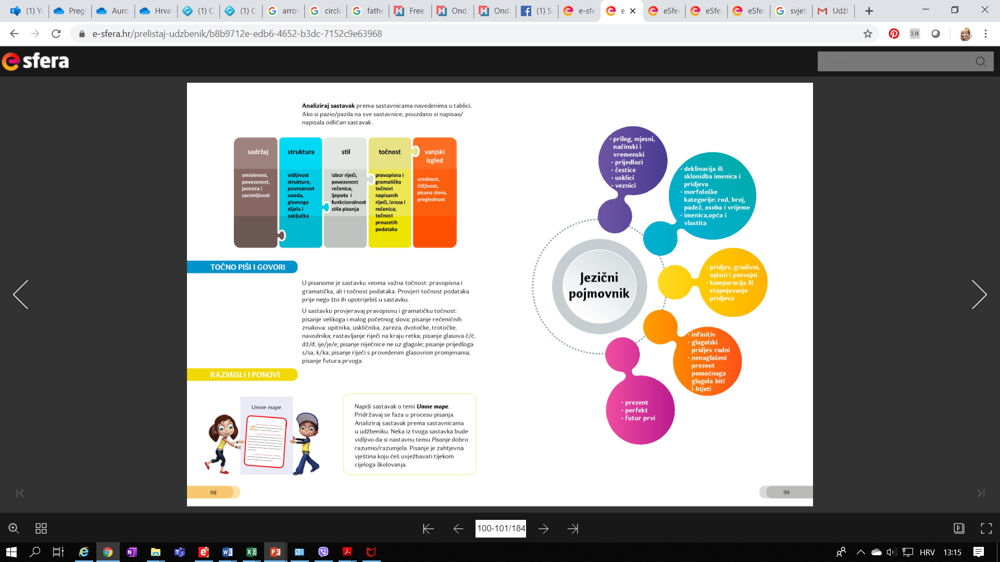 (1) Ya
Pregl
Auro
Hrvat
(1) C
(1) C
arrov
circle
fathe
Free
Onda
Onda
(1) S
e-sfe
e
eSfer
eSfer
eSfer
svjet
Udžb
e-sfera.hr/prelistaj-udzbenik/b8b9712e-edb6-4652-b3dc-7152c9e63968
3,14
e sfera
Analiziraj sastavak prema sastavnicama navedenima u tablici.
Ako si pazio/pazila na sve sastavnice, pouzdano si napisao/
napisala odličan sastavak.
sadržaj
smislenost,
povezanost,
jasnoća i
zanimljivost
struktura
vidljivost
strukture,
povezanost
uvoda,
glavnoga
dijela i
zaključka
stil
izbor riječi,
povezanost
rečenica,
ljepota i
funkcionalnost
stila pisanja
točnost
pravopisna i
gramatička
točnost
napisanih
riječi, izraza i
rečenica;
točnost
preuzetih
podataka
vanjski
izgled
urednost,
čitljivost,
pisana slova,
preglednost
TOČNO PIŠI I GOVORI
U pisanome je sastavku veoma važna točnost: pravopisna i
gramatička, ali i točnost podataka. Provjeri točnost podataka
prije nego što ih upotrijebiš u sastavku.
U sastavku provjeravaj pravopisnu i gramatičku točnost:
pisanje velikoga i malog početnog slova; pisanje rečeničnih
znakova: upitnika, uskličnika, zareza, dvotočke, trotočke,
navodnika; rastavljanje riječi na kraju retka; pisanje glasova č/ć,
dž/đ, ije/je/e; pisanje niječnice ne uz glagole; pisanje prijedloga
s/sa, k/ka; pisanje riječi s provedenim glasovnim promjenama;
pisanje futura prvoga.
RAZMISLI I PONOVI
Umne mape
Napiši sastavak o temi Umne mape.
Pridržavaj se faza u procesu pisanja.
Analiziraj sastavak prema sastavnicama
u udžbeniku. Neka iz tvoga sastavka bude
vidljivo da si nastavnu temu Pisanje dobro
razumio/razumjela. Pisanje je zahtjevna
vještina koju ćeš uvježbavati tijekom
cijeloga školovanja.
98
Jezični
pojmovnik
• prilog, mjesni,
načinski i
vremenski
• prijedlozi
• čestice
• usklici
• veznici
• deklinacija ili
sklonidba imenica i
pridjeva
• morfološke
kategorije: rod, broj,
padež, osoba i vrijeme
• imenica,opća i
vlastita
• pridjev, gradivni,
opisni i posvojni
• komparacija ili
stupnjevanje
pridjeva
• infinitiv
• glagolski
pridjev radni
• nenaglašeni
prezent
pomoćnoga
glagola biti
i htjeti
• prezent
• perfekt
• futur prvi
99
100-101/184
HRV
13:15